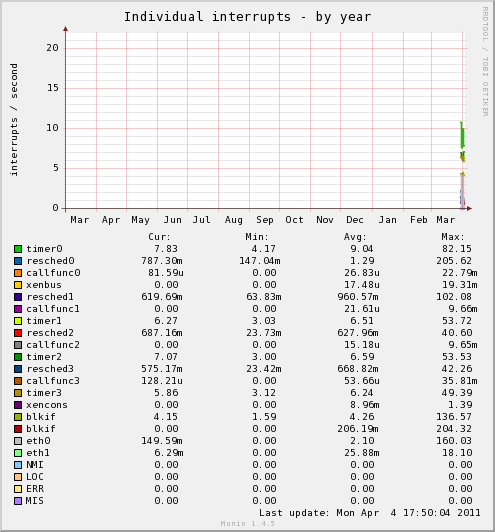 Individual interrupts - by year
RRDTOOL / TOBI OETIKER
interrupts / second
20
15
10
5
0
Mar Apr May Jun Jul Aug Sep Oct Nov Dec Jan Feb Mar
Cur: Min: Avg: Max:
timer0 7.83 4.17 9.04 82.15
resched0 787.30m 147.04m 1.29 205.62
callfunc0 81.59u 0.00 26.83u 22.79m
xenbus 0.00 0.00 17.48u 19.31m
resched1 619.69m 63.83m 960.57m 102.08
callfunc1 0.00 0.00 21.61u 9.66m
timer1 6.27 3.03 6.51 53.72
resched2 687.16m 23.73m 627.96m 40.60
callfunc2 0.00 0.00 15.18u 9.65m
timer2 7.07 3.00 6.59 53.53
resched3 575.17m 23.42m 668.82m 42.26
callfunc3 128.21u 0.00 53.66u 35.81m
timer3 5.86 3.12 6.24 49.39
xencons 0.00 0.00 8.96m 1.39
blkif 4.15 1.59 4.26 136.57
blkif 0.00 0.00 206.19m 204.32
eth0 149.59m 0.00 2.10 160.03
eth1 6.29m 0.00 25.88m 18.10
NMI 0.00 0.00 0.00 0.00
LOC 0.00 0.00 0.00 0.00
ERR 0.00 0.00 0.00 0.00
MIS 0.00 0.00 0.00 0.00
Last update: Mon Apr 4 17:50:04 2011
Munin 1.4.5